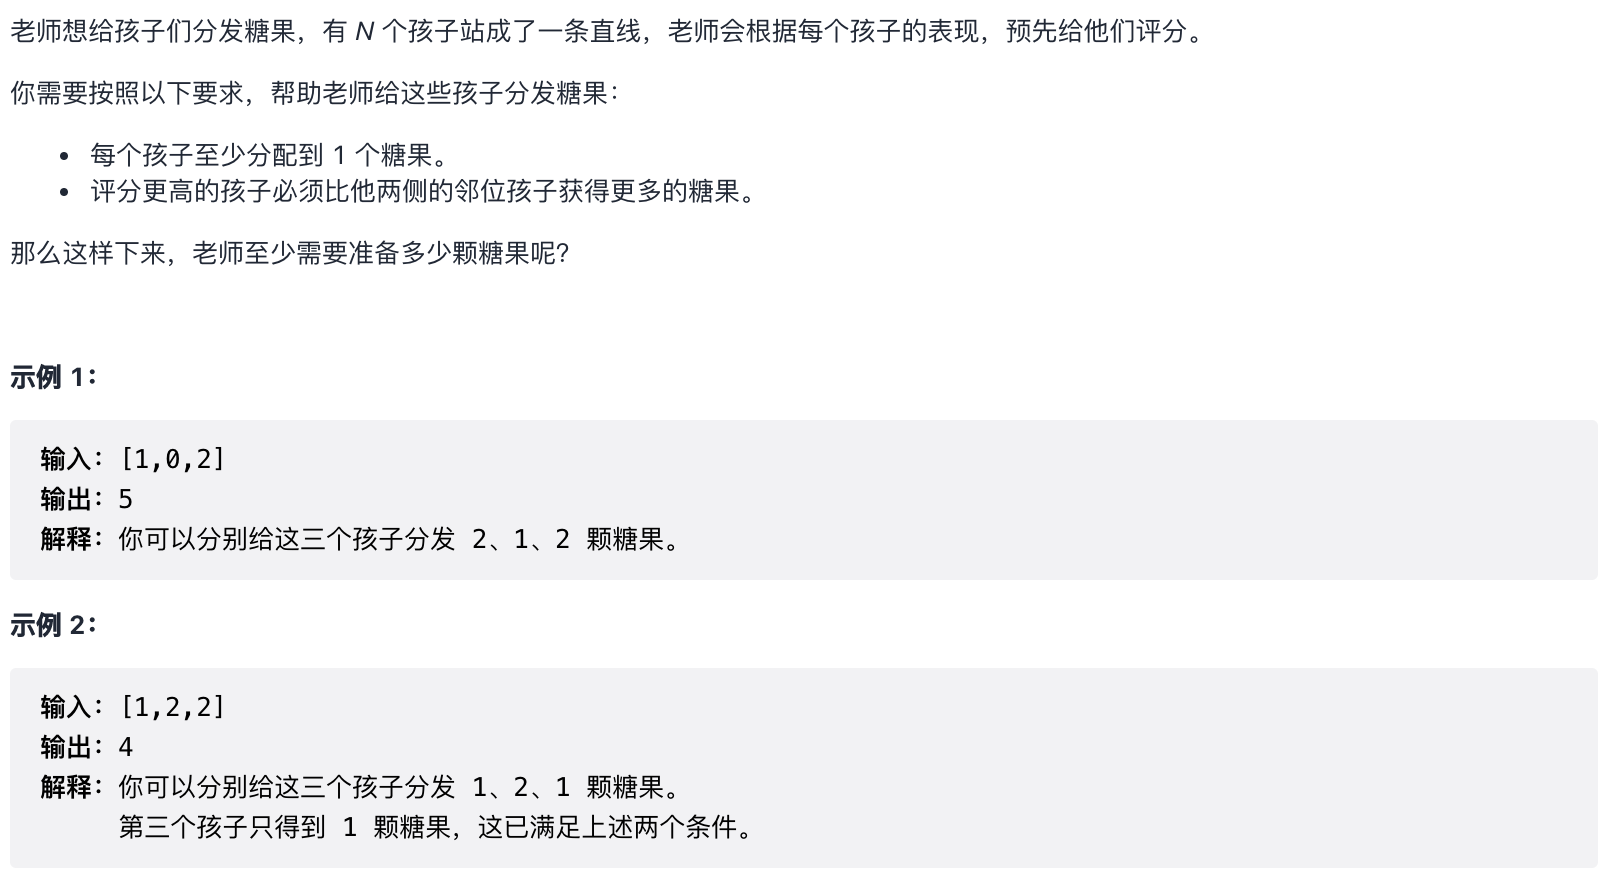 老师想给孩子们分发糖果，有 N 个孩子站成了一条直线，老师会根据每个孩子的表现，预先给他们评分。
你需要按照以下要求，帮助老师给这些孩子分发糖果：
• 每个孩子至少分配到 1 个糖果。
• 评分更高的孩子必须比他两侧的邻位孩子获得更多的糖果。
那么这样下来，老师至少需要准备多少颗糖果呢?
示例 1：
输入：[1,0,2]
输出：5
解释：你可以分别给这三个孩子分发 2、1、2 颗糖果。
示例 2：
输入：[1,2,2]
输出：4
解释：你可以分别给这三个孩子分发 1、2、1 颗糖果。
第三个孩子只得到 1 颗糖果，这已满足上述两个条件。